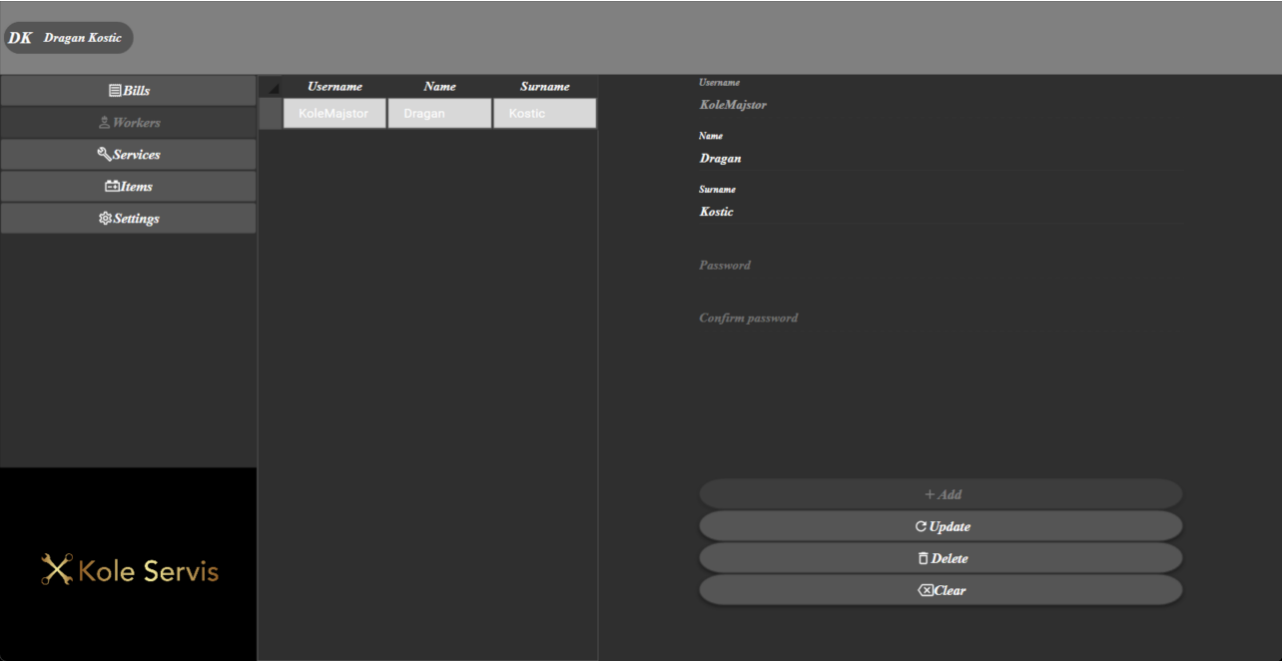 DK Dragan Kostic
Bills
Workers
Services
Items
Settings
Kole Servis
Username Name Surname
KoleMajstor Dragan Kostic
Username
KoleMajstor
Name
Dragan
Surname
Kostic
Password
Confirm password
+ Add
Update
Delete
Clear